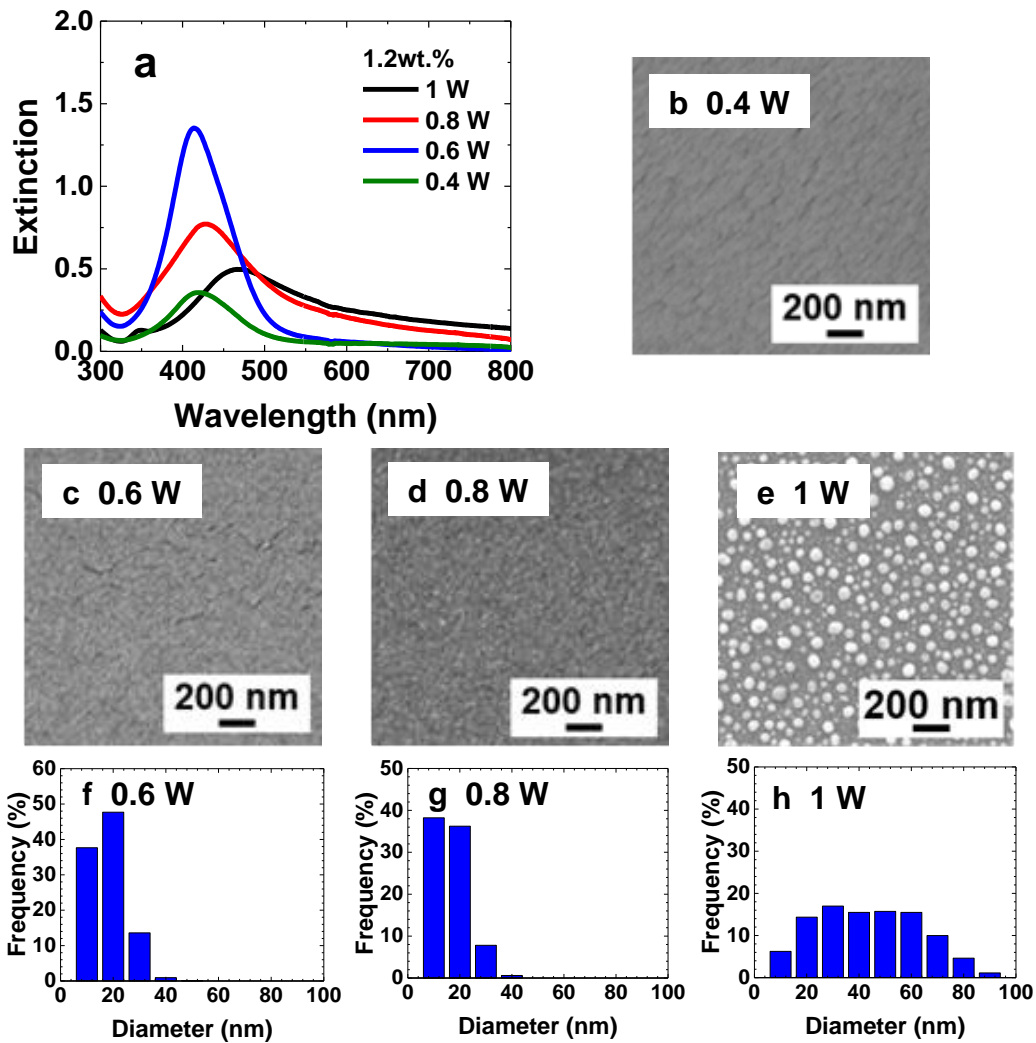 a
1.2wt.%
1 W
0.8 W
0.6 W
0.4 W
Extinction
2.0
1.5
1.0
0.5
0.0
300 400 500 600 700 800
Wavelength (nm)
b 0.4 W
200 nm
c 0.6 W
200 nm
d 0.8 W
200 nm
e 1 W
200 nm
f 0.6 W
Frequency (%)
60
50
40
30
20
10
0
0 20 40 60 80 100
Diameter (nm)
g 0.8 W
Frequency (%)
50
40
30
20
10
0
0 20 40 60 80 100
Diameter (nm)
h 1 W
Frequency (%)
50
40
30
20
10
0
0 20 40 60 80 100
Diameter (nm)